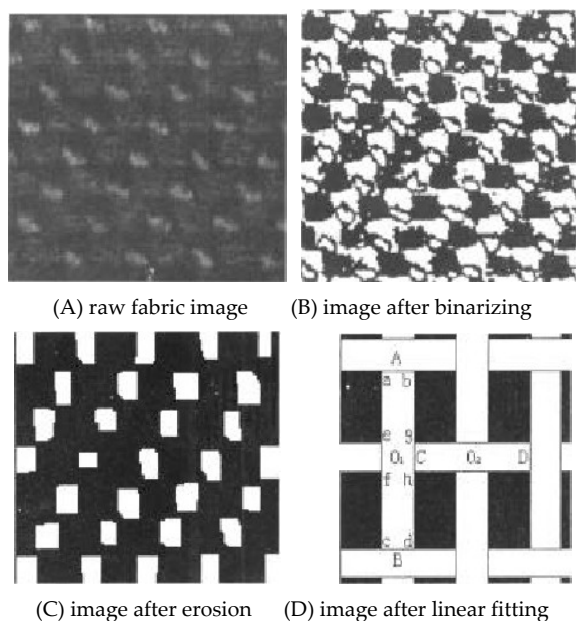 (A) raw fabric image (B) image after binarizing
A
a b
e g
O₁ C O₂ D
f h
c d
B
(C) image after erosion (D) image after linear fitting